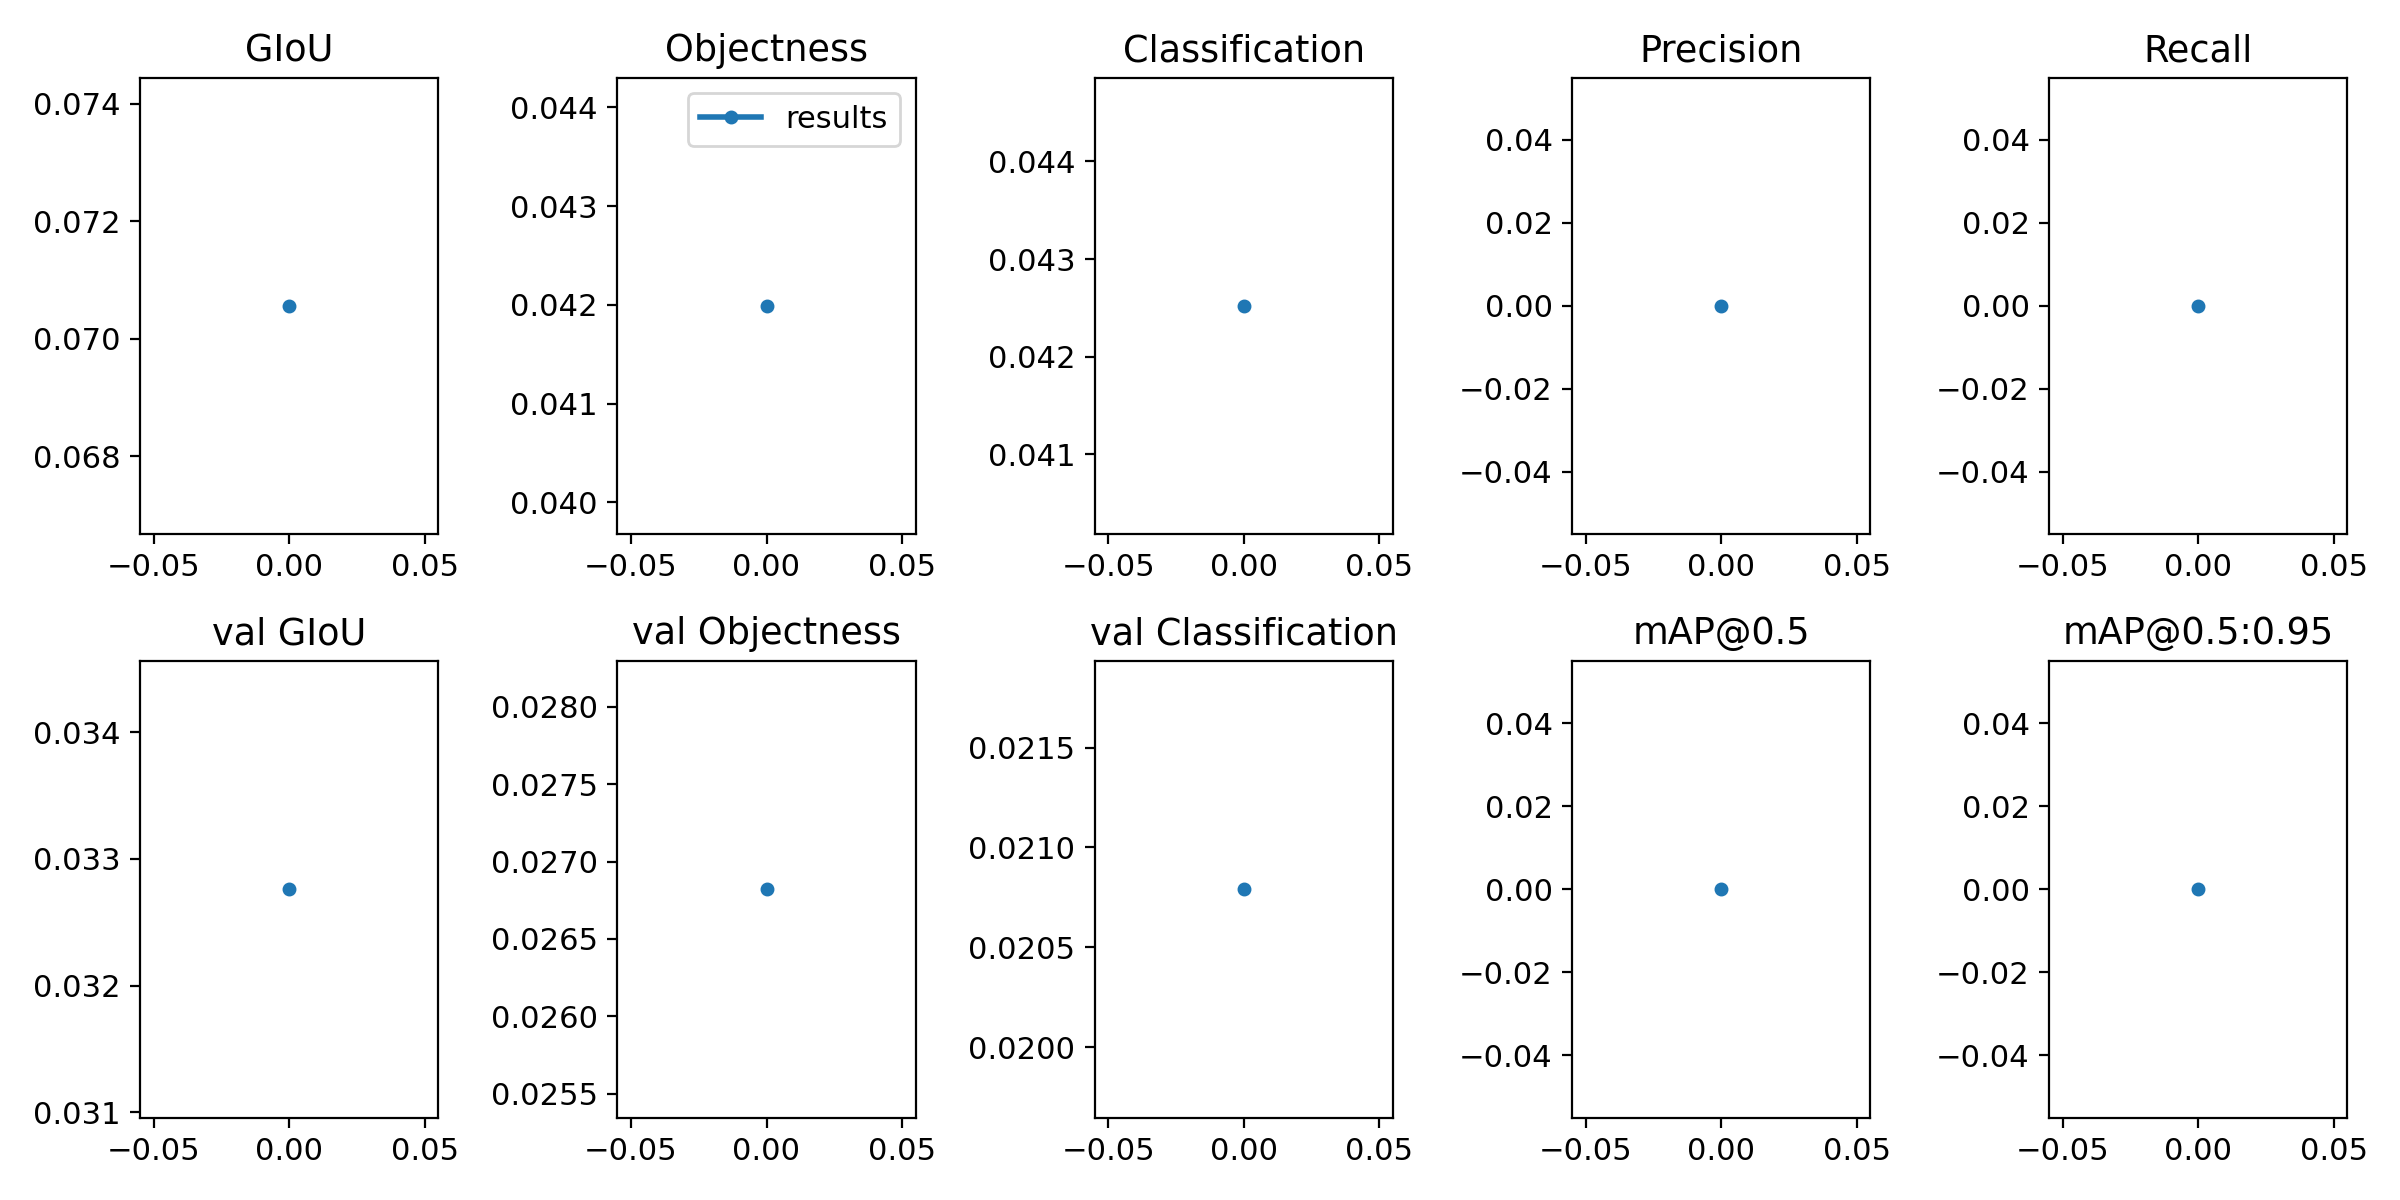 GIoU
0.074
0.072
0.070
0.068
−0.05 0.00 0.05
Objectness
results
0.044
0.043
0.042
0.041
0.040
−0.05 0.00 0.05
Classification
0.044
0.043
0.042
0.041
−0.05 0.00 0.05
Precision
0.04
0.02
0.00
−0.02
−0.04
−0.05 0.00 0.05
Recall
0.04
0.02
0.00
−0.02
−0.04
−0.05 0.00 0.05
val GIoU
0.034
0.033
0.032
0.031
−0.05 0.00 0.05
val Objectness
0.0280
0.0275
0.0270
0.0265
0.0260
0.0255
−0.05 0.00 0.05
val Classification
0.0215
0.0210
0.0205
0.0200
−0.05 0.00 0.05
mAP@0.5
0.04
0.02
0.00
−0.02
−0.04
−0.05 0.00 0.05
mAP@0.5:0.95
0.04
0.02
0.00
−0.02
−0.04
−0.05 0.00 0.05